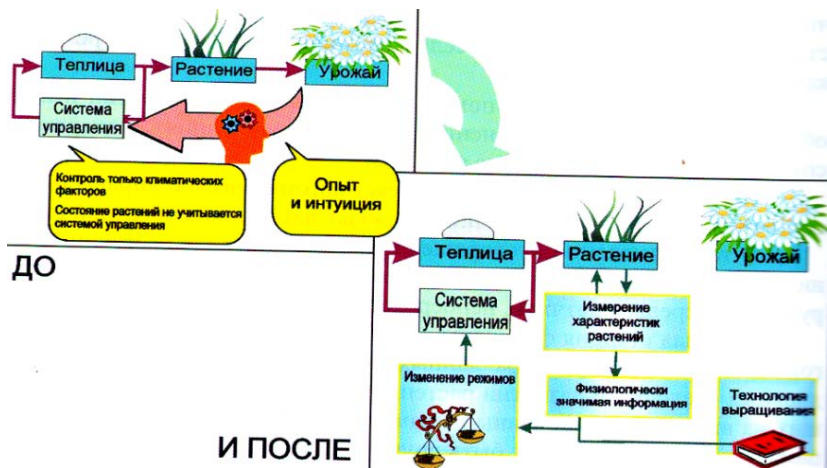 Теплица
Растение
Урожай
Система
управления
Контроль только климатических
факторов
Состояние растений не учитывается
системой управления
Опыт
и интуиция
ДО
Теплица
Растение
Урожай
Система
управления
Измерение
характеристик
растений
Изменение режимов
Физиологически
значимая информация
Технология
выращивания
И ПОСЛЕ